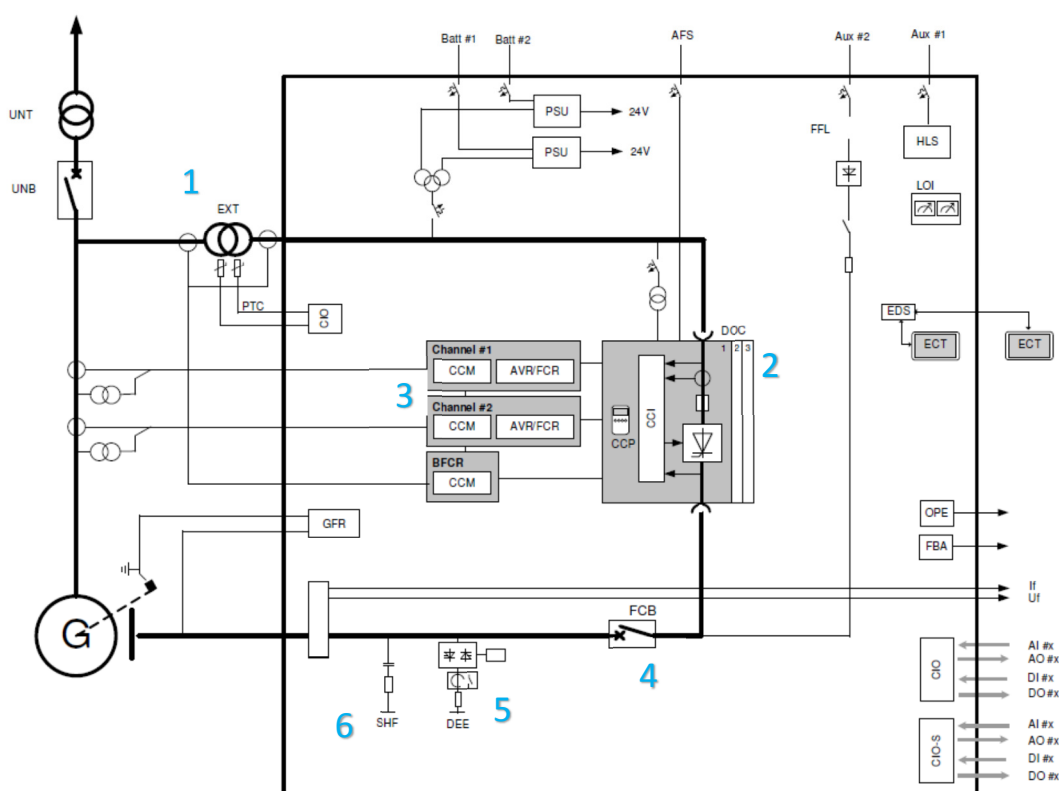 Batt #1
Batt #2
AFS
Aux #2
Aux #1
UNT
PSU
24V
FFL
HLS
PSU
24V
UNB
1
LOI
EXT
PTC
CIO
EDS
ECT
ECT
DOC
1
2
3
2
Channel #1
CCM
AVR/FCR
3
Channel #2
CCM
AVR/FCR
CCP
CCI
BFCR
CCM
GFR
OPE
FBA
If
Uf
FCB
G
4
CIO
AI #x
AO #x
DI #x
DO #x
5
6
SHF
DEE
CIO-S
AI #x
AO #x
DI #x
DO #x